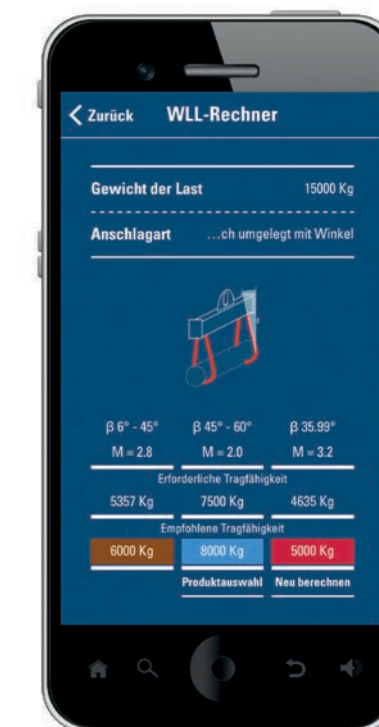 Zurück WLL-Rechner
Gewicht der Last 15000 Kg
Anschlagart …ch umgelegt mit Winkel
β 6° - 45° β 45° - 60° β 35.99°
M = 2.8 M = 2.0 M = 3.2
Erforderliche Tragfähigkeit
5357 Kg 7500 Kg 4635 Kg
Empfohlene Tragfähigkeit
6000 Kg 8000 Kg 5000 Kg
Produktauswahl Neu berechnen